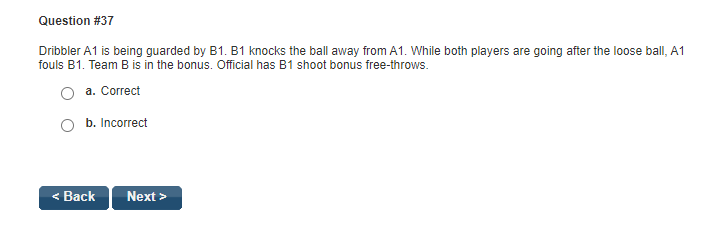 Question #37
Dribbler A1 is being guarded by B1. B1 knocks the ball away from A1. While both players are going after the loose ball, A1
fouls B1. Team B is in the bonus. Official has B1 shoot bonus free-throws.
a. Correct
b. Incorrect
< Back Next >